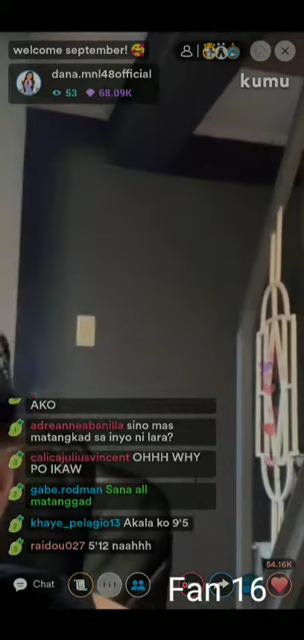 welcome september! 🥰
dana.mnl48official
53 68.09K
kumu
AKO
adreanneabanilla sino mas
matangkad sa inyo ni lara?
calicajuliusvincent OHHH WHY
PO IKAW
gabe.rodman Sana all
matanggad
khaye_pelagio13 Akala ko 9'5
raidou027 5'12 naahhh
54.16K
Chat
Fan 16